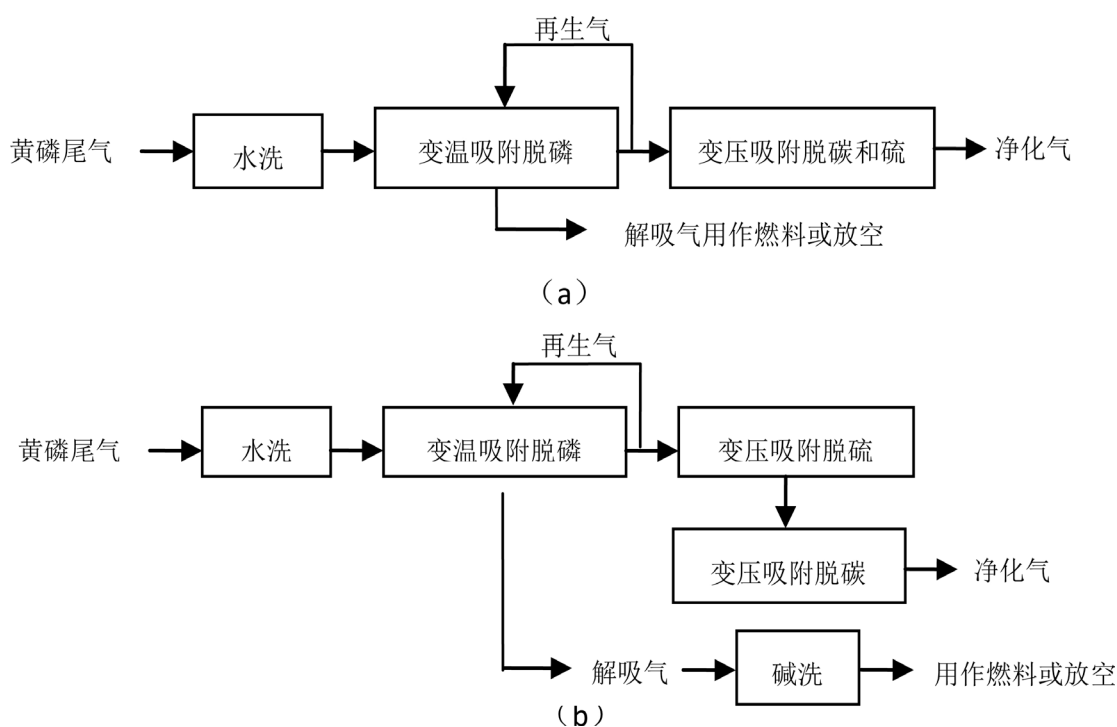 再生气
黄磷尾气
水洗
变温吸附脱磷
变压吸附脱碳和硫
净化气
解吸气用作燃料或放空
（a）
再生气
黄磷尾气
水洗
变温吸附脱磷
变压吸附脱硫
变压吸附脱碳
净化气
解吸气
碱洗
用作燃料或放空
（b）